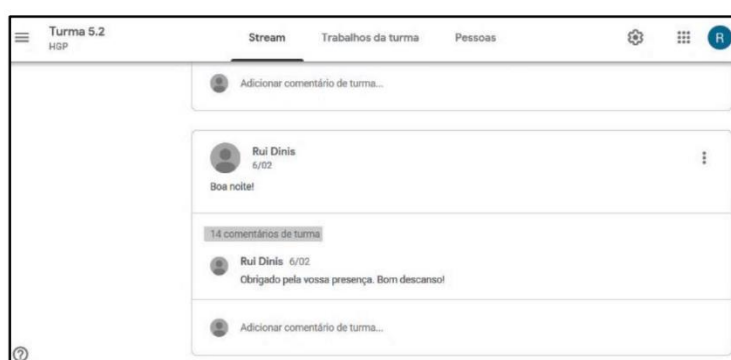 Turma 5.2
HGP
Stream
Trabalhos da turma
Pessoas
R
Adicionar comentário de turma...
Rui Dinis
6/02
Boa noite!
14 comentários de turma
Rui Dinis 6/02
Obrigado pela vossa presença. Bom descanso!
Adicionar comentário de turma...
?